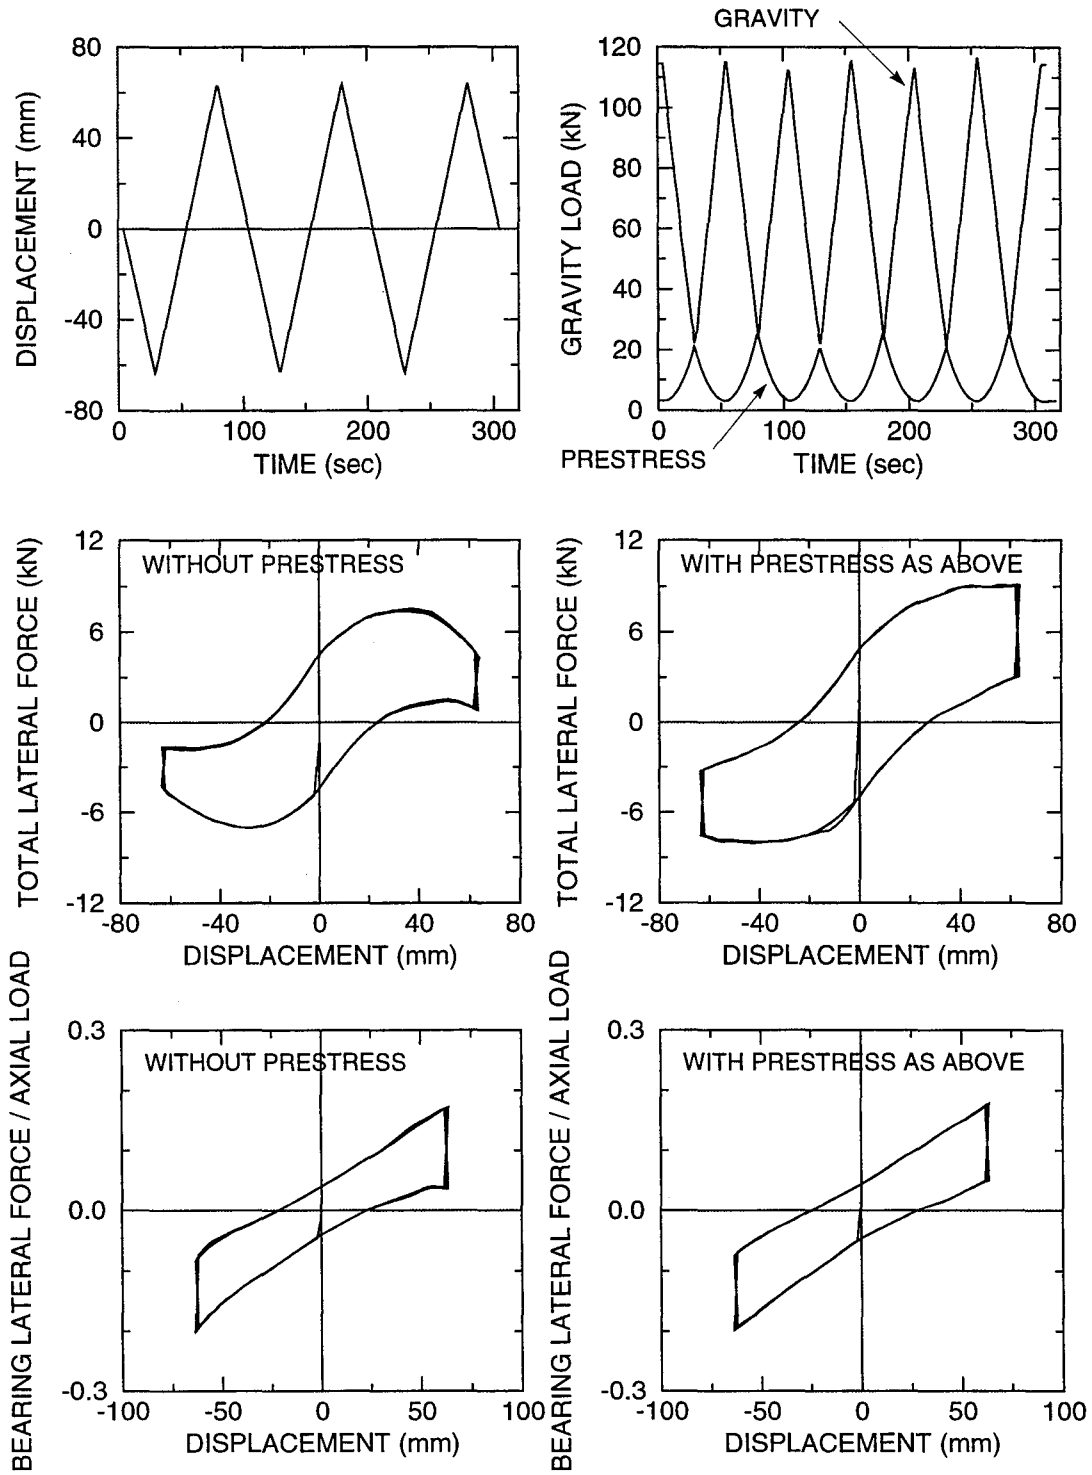 GRAVITY
80
40
0
-40
-80
DISPLACEMENT (mm)
0 100 200 300
TIME (sec)
120
100
80
60
40
20
0
GRAVITY LOAD (kN)
0 100 200 300
PRESTRESS
TIME (sec)
12
6
0
-6
-12
TOTAL LATERAL FORCE (kN)
WITHOUT PRESTRESS
-80 -40 0 40 80
DISPLACEMENT (mm)
12
6
0
-6
-12
TOTAL LATERAL FORCE (kN)
WITH PRESTRESS AS ABOVE
-80 -40 0 40 80
DISPLACEMENT (mm)
0.3
0.0
-0.3
BEARING LATERAL FORCE / AXIAL LOAD
WITHOUT PRESTRESS
-100 -50 0 50 100
DISPLACEMENT (mm)
0.3
0.0
-0.3
BEARING LATERAL FORCE / AXIAL LOAD
WITH PRESTRESS AS ABOVE
-100 -50 0 50 100
DISPLACEMENT (mm)